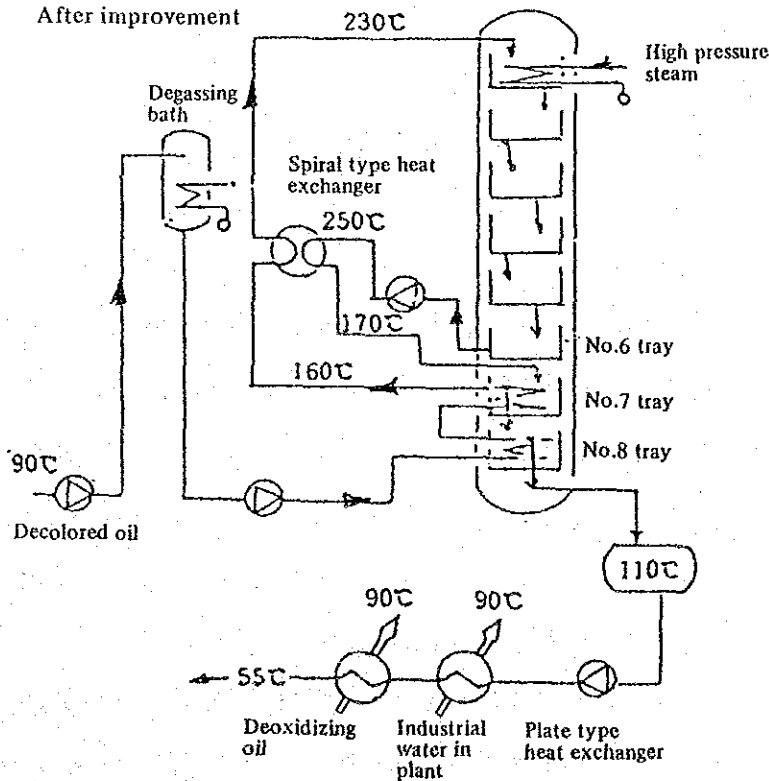 After improvement
230℃
High pressure
steam
Degassing
bath
Spiral type heat
exchanger
250℃
170℃
No.6 tray
160℃
No.7 tray
No.8 tray
90℃
Decolored oil
110℃
90℃
90℃
55℃
Deoxidizing
oil
Industrial
water in
plant
Plate type
heat exchanger